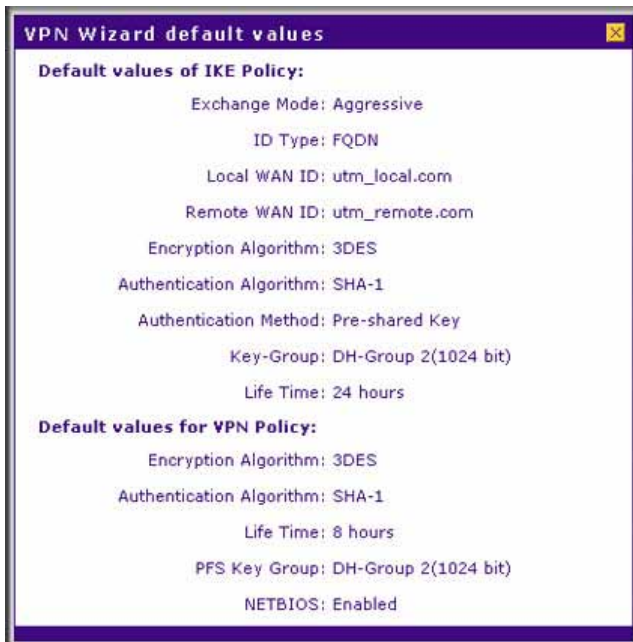 VPN Wizard default values
Default values of IKE Policy:
Exchange Mode: Aggressive
ID Type: FQDN
Local WAN ID: utm_local.com
Remote WAN ID: utm_remote.com
Encryption Algorithm: 3DES
Authentication Algorithm: SHA-1
Authentication Method: Pre-shared Key
Key-Group: DH-Group 2(1024 bit)
Life Time: 24 hours
Default values for VPN Policy:
Encryption Algorithm: 3DES
Authentication Algorithm: SHA-1
Life Time: 8 hours
PFS Key Group: DH-Group 2(1024 bit)
NETBIOS: Enabled